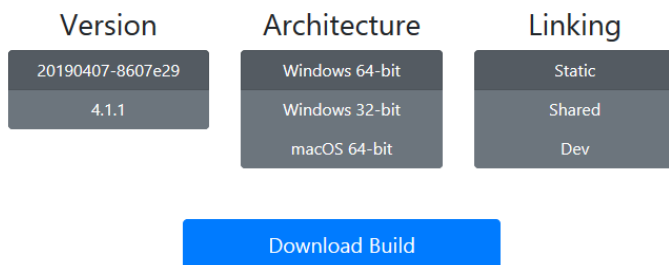 Version Architecture Linking
20190407-8607e29 Windows 64-bit Static
4.1.1 Windows 32-bit Shared
macOS 64-bit Dev
Download Build